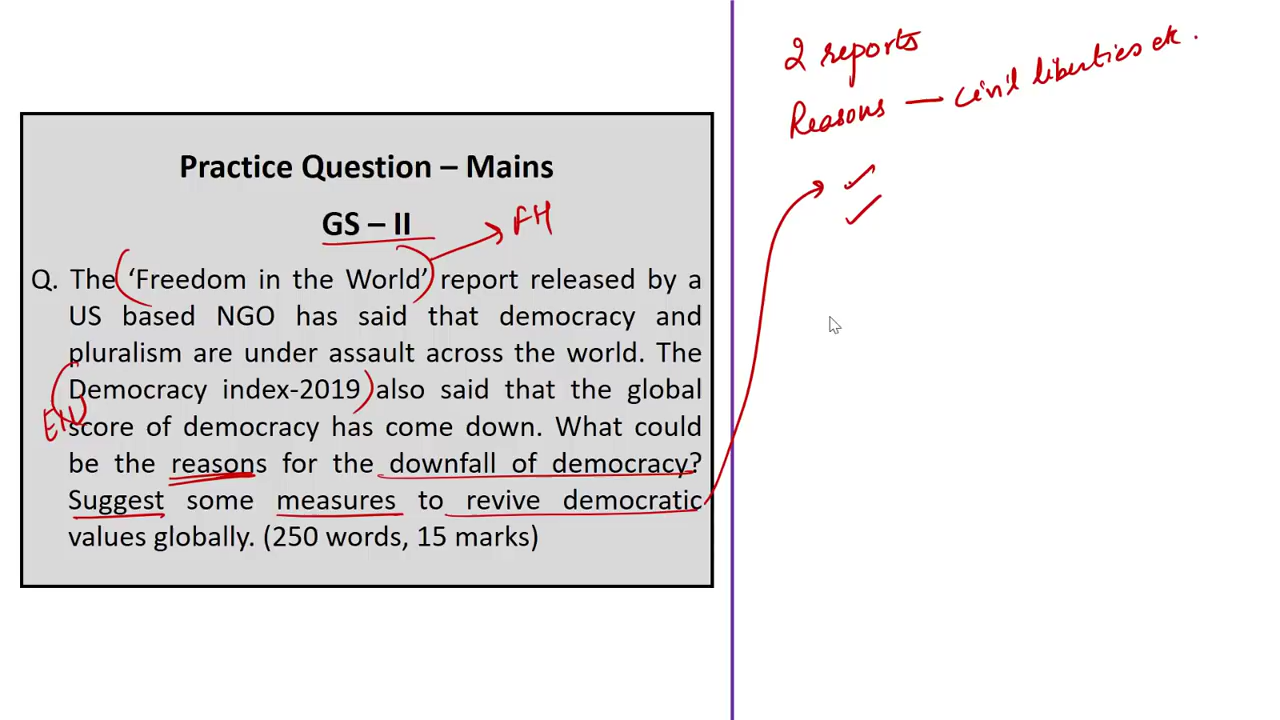 Practice Question – Mains
GS – II
FH
Q. The ‘Freedom in the World’ report released by a
US based NGO has said that democracy and
pluralism are under assault across the world. The
Democracy index-2019 also said that the global
EIU
score of democracy has come down. What could
be the reasons for the downfall of democracy?
Suggest some measures to revive democratic
values globally. (250 words, 15 marks)
2 reports
Reasons — civil liberties etc.